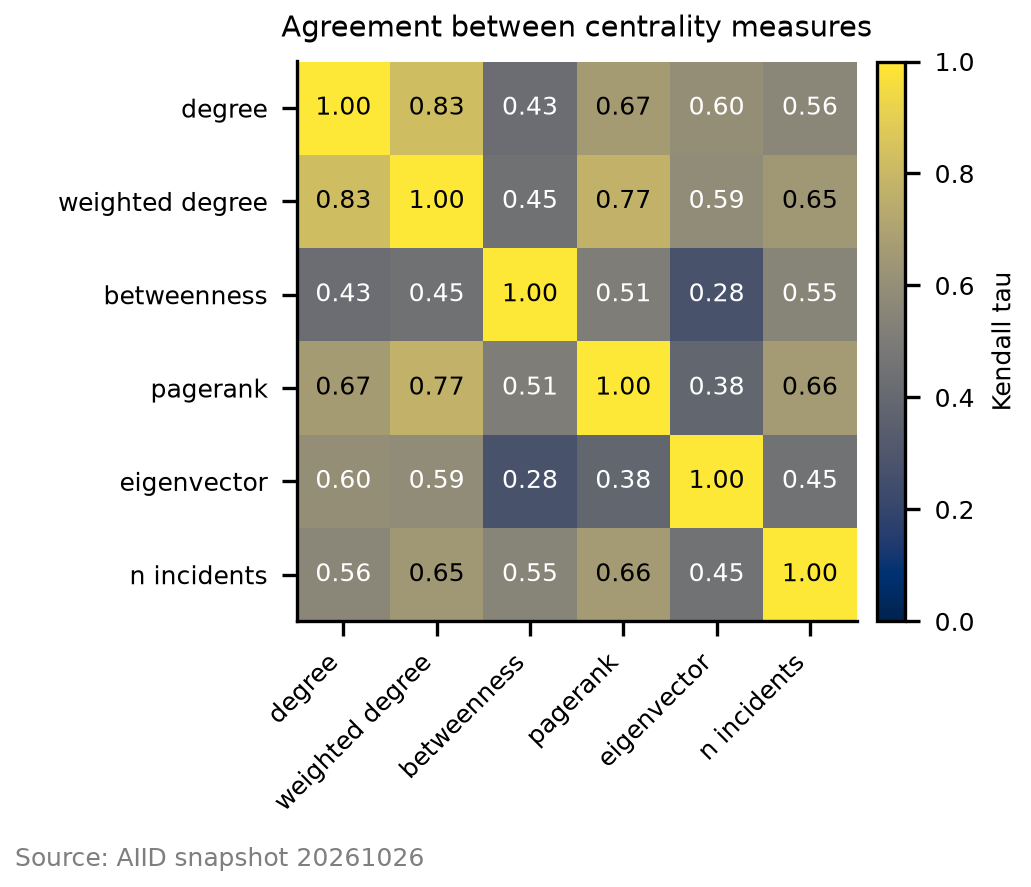 Agreement between centrality measures
degree 1.00 0.83 0.43 0.67 0.60 0.56
weighted degree 0.83 1.00 0.45 0.77 0.59 0.65
betweenness 0.43 0.45 1.00 0.51 0.28 0.55
pagerank 0.67 0.77 0.51 1.00 0.38 0.66
eigenvector 0.60 0.59 0.28 0.38 1.00 0.45
n incidents 0.56 0.65 0.55 0.66 0.45 1.00
degree
weighted degree
betweenness
pagerank
eigenvector
n incidents
1.0
0.8
0.6
0.4
0.2
0.0
Kendall tau
Source: AIID snapshot 20261026